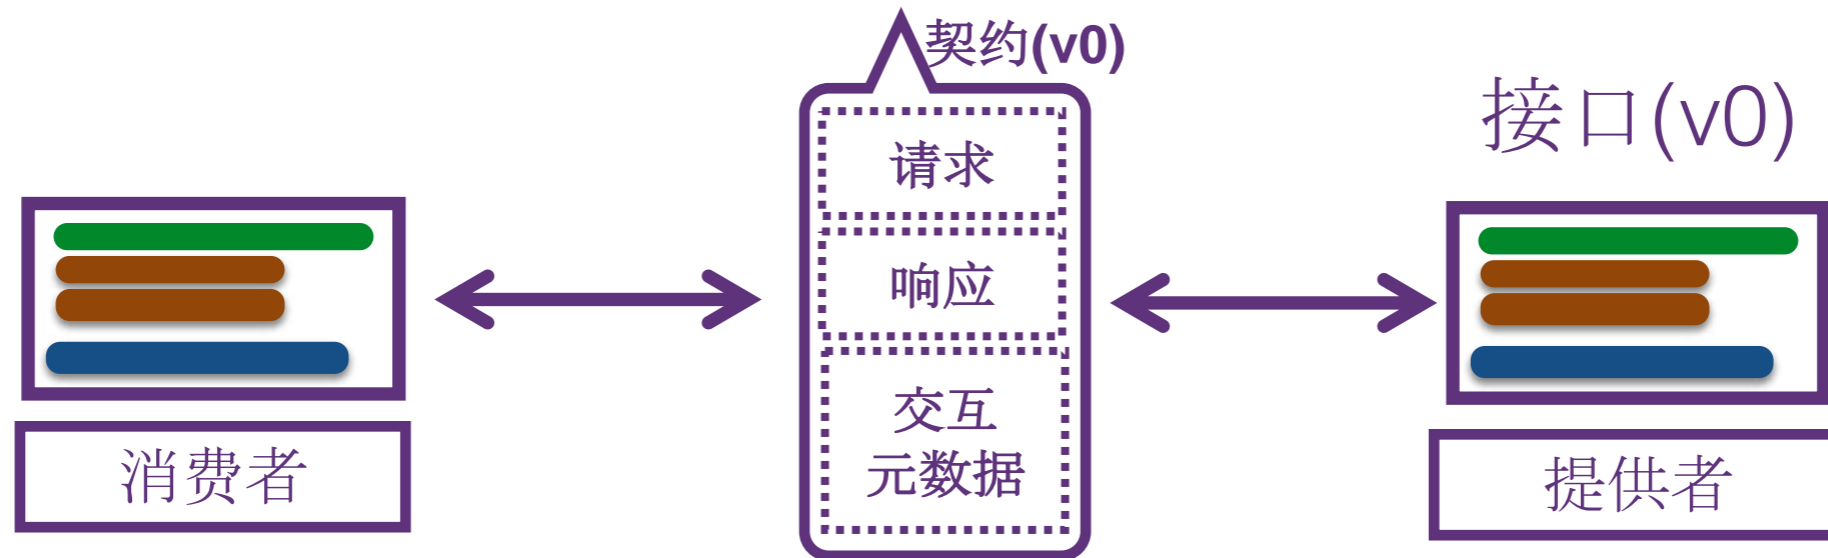 契约(v0)
接口(v0)
请求
响应
交互
元数据
消费者
提供者